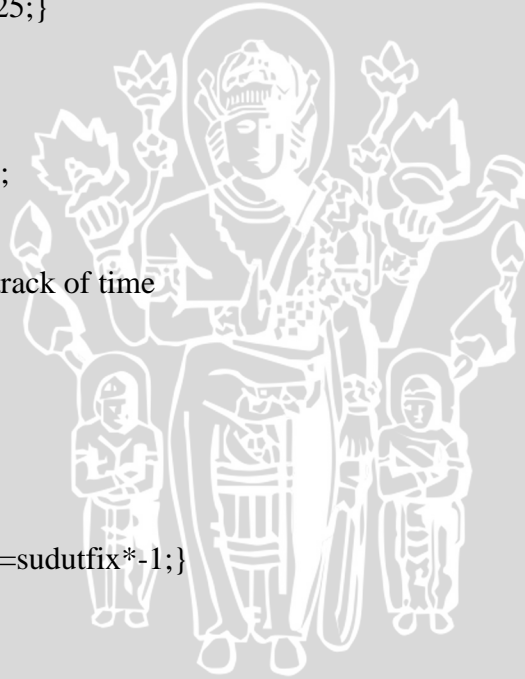 25;}
;
rack of time
=sudutfix*-1;}